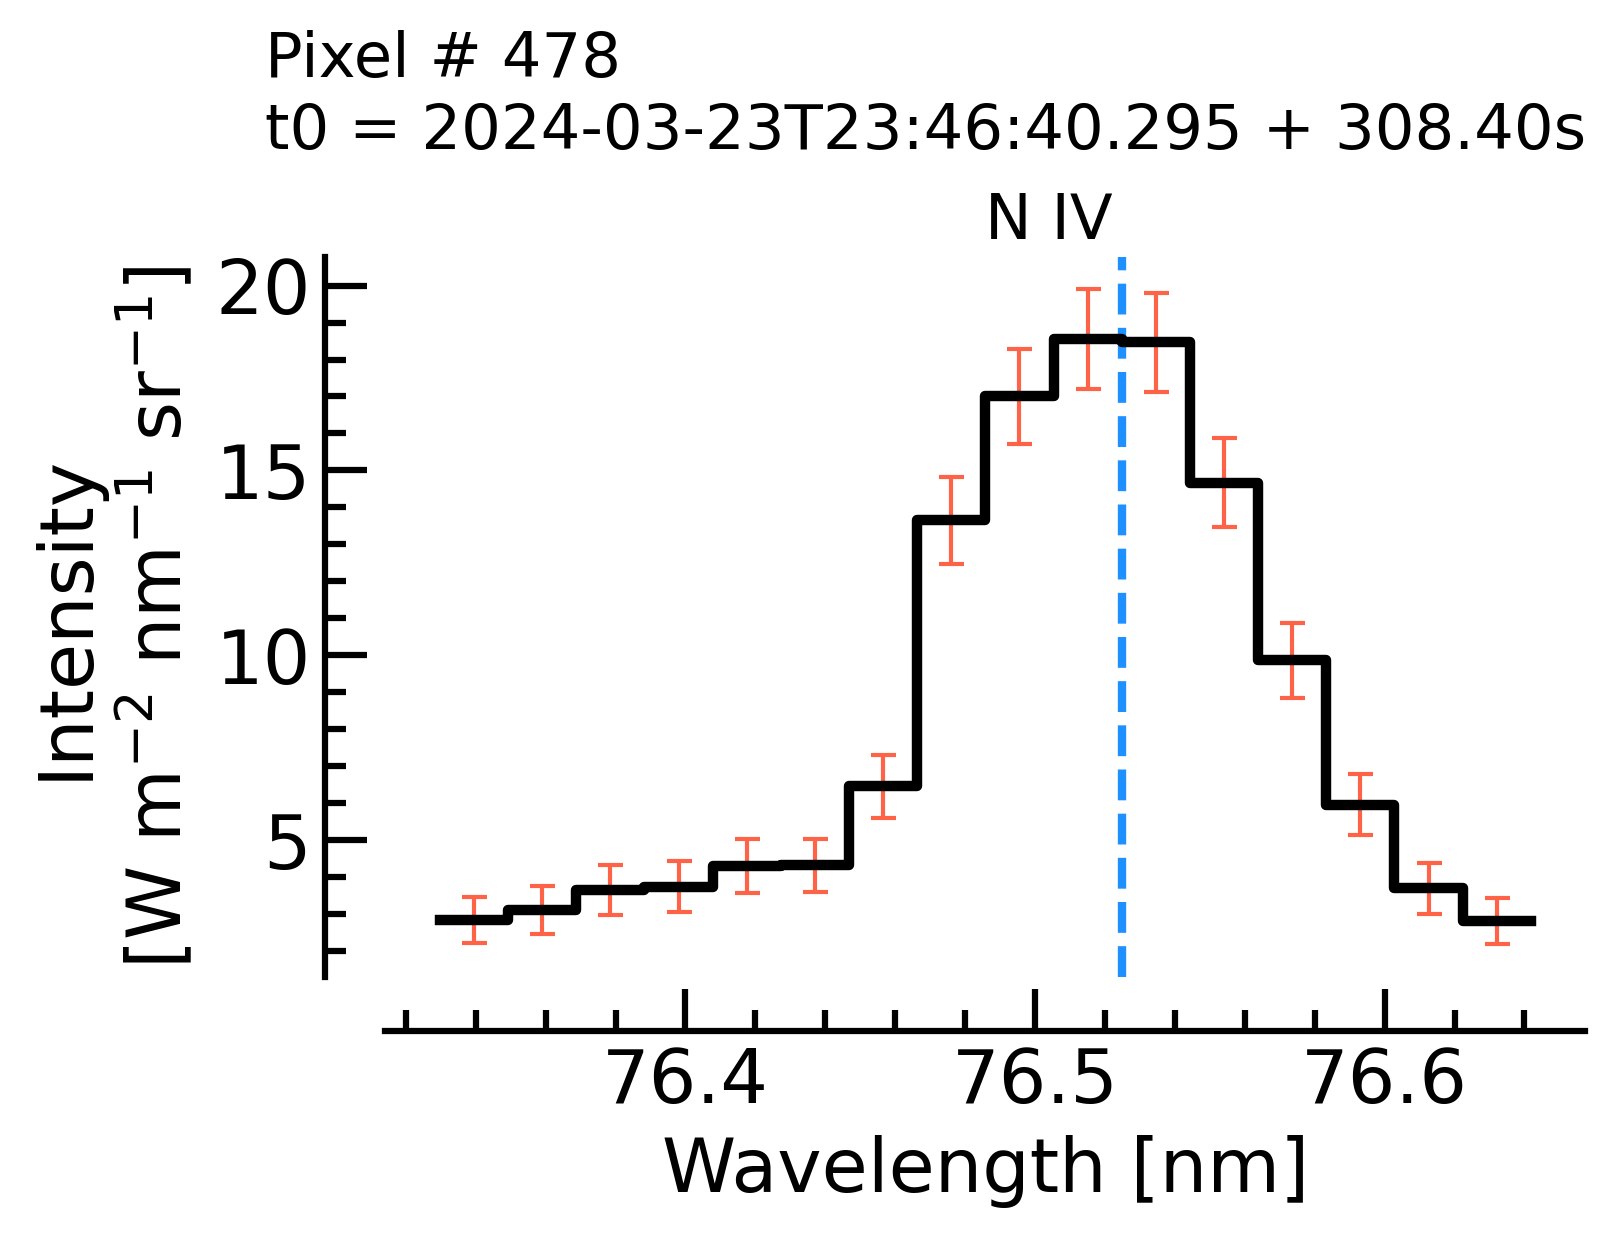 Pixel # 478
t0 = 2024-03-23T23:46:40.295 + 308.40s
N IV
Intensity
[W m⁻² nm⁻¹ sr⁻¹]
20
15
10
5
76.4 76.5 76.6
Wavelength [nm]